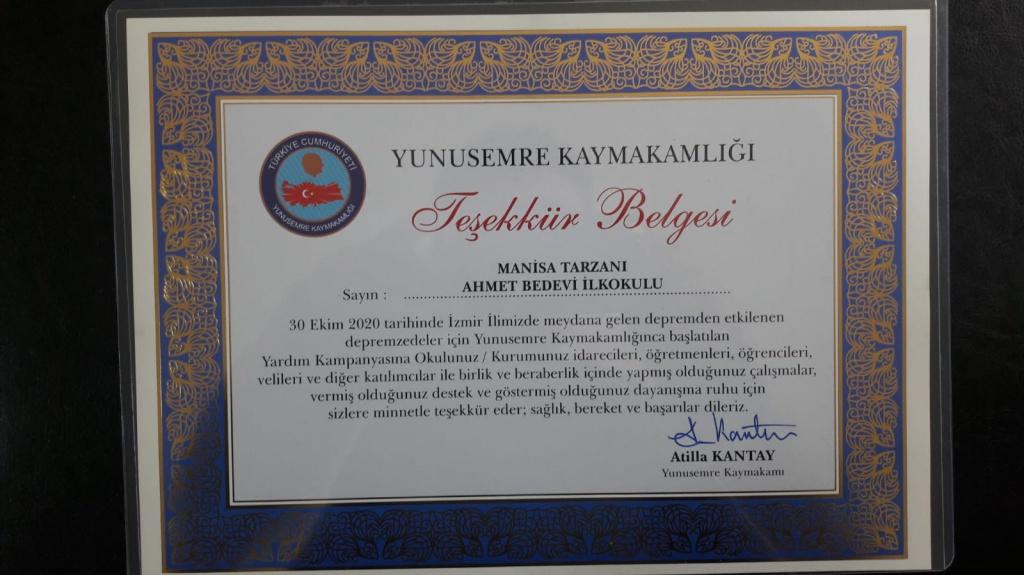 TÜRKİYE CUMHURİYETİ
YUNUSEMRE KAYMAKAMLIĞI
YUNUSEMRE KAYMAKAMLIĞI
Teşekkür Belgesi
MANİSA TARZANI
Sayın : AHMET BEDEVİ İLKOKULU
30 Ekim 2020 tarihinde İzmir İlimizde meydana gelen depremden etkilenen
depremzedeler için Yunusemre Kaymakamlığınca başlatılan
Yardım Kampanyasına Okulunuz / Kurumunuz idarecileri, öğretmenleri, öğrencileri,
velileri ve diğer katılımcılar ile birlik ve beraberlik içinde yapmış olduğunuz çalışmalar,
vermiş olduğunuz destek ve göstermiş olduğunuz dayanışma ruhu için
sizlere minnetle teşekkür eder; sağlık, bereket ve başarılar dileriz.
A. Kantay
Atilla KANTAY
Yunusemre Kaymakamı